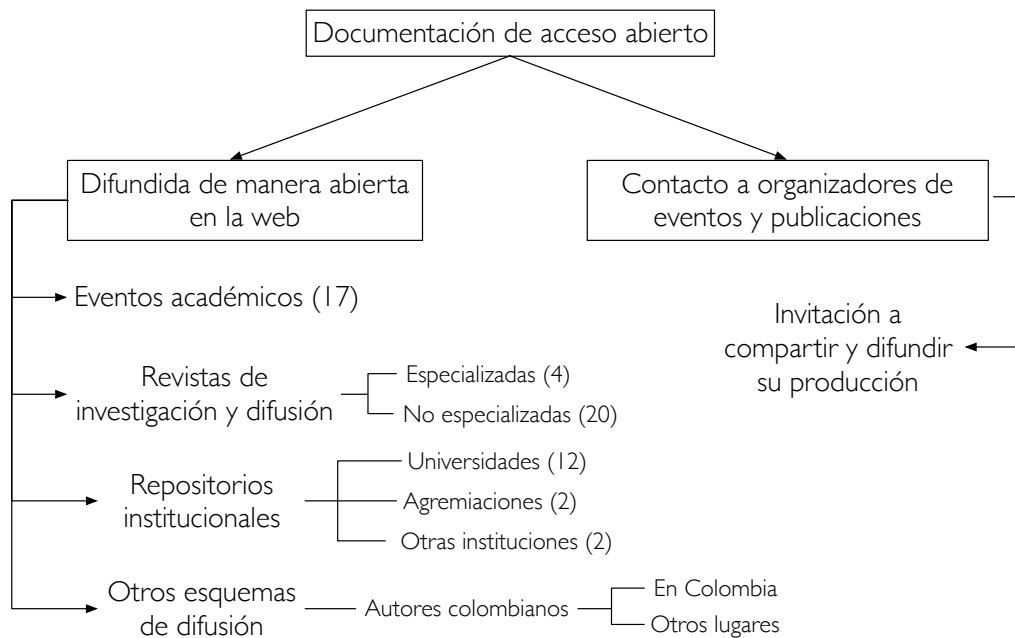 Documentación de acceso abierto
Difundida de manera abierta
en la web
Contacto a organizadores de
eventos y publicaciones
Eventos académicos (17)
Invitación a
compartir y difundir
su producción
Revistas de
investigación y difusión
Especializadas (4)
No especializadas (20)
Repositorios
institucionales
Universidades (12)
Agremiaciones (2)
Otras instituciones (2)
Otros esquemas
de difusión
Autores colombianos
En Colombia
Otros lugares